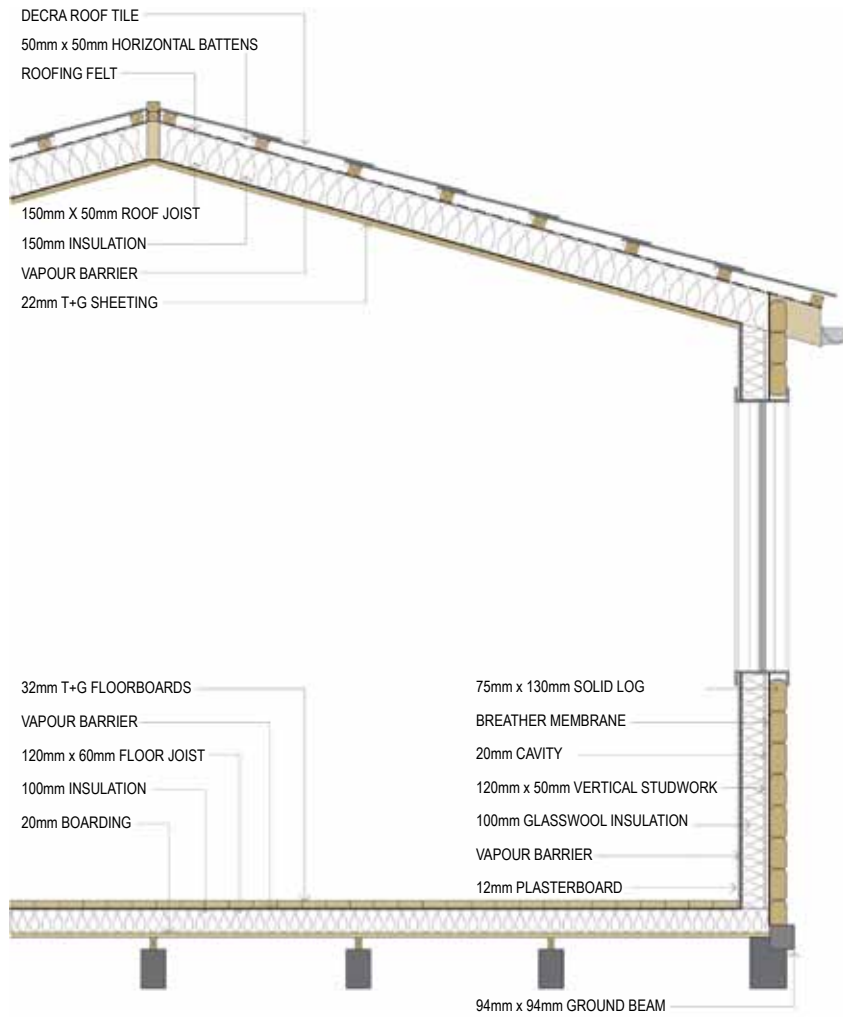 DECRA ROOF TILE
50mm x 50mm HORIZONTAL BATTENS
ROOFING FELT
150mm X 50mm ROOF JOIST
150mm INSULATION
VAPOUR BARRIER
22mm T+G SHEETING
32mm T+G FLOORBOARDS
VAPOUR BARRIER
120mm x 60mm FLOOR JOIST
100mm INSULATION
20mm BOARDING
75mm x 130mm SOLID LOG
BREATHER MEMBRANE
20mm CAVITY
120mm x 50mm VERTICAL STUDWORK
100mm GLASSWOOL INSULATION
VAPOUR BARRIER
12mm PLASTERBOARD
94mm x 94mm GROUND BEAM